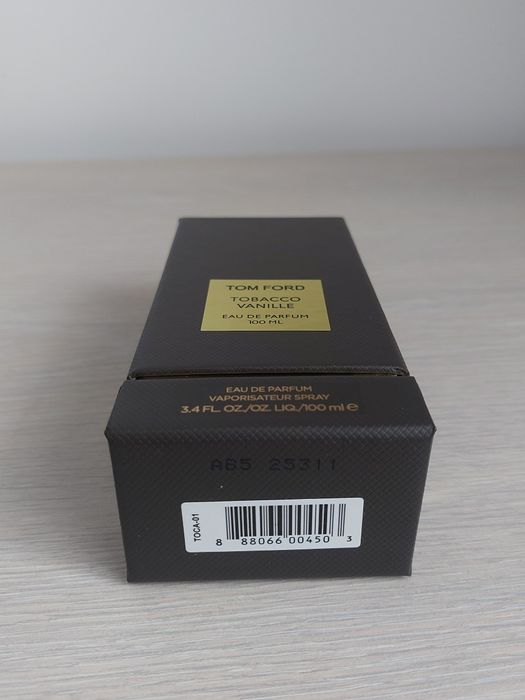 TOM FORD
TOBACCO
VANILLE
EAU DE PARFUM
100 ML
EAU DE PARFUM
VAPORISATEUR SPRAY
3.4 FL. OZ./OZ. LIQ./100 ml ℮
AB5 25311
TOCA-01
8 88066 00450 3